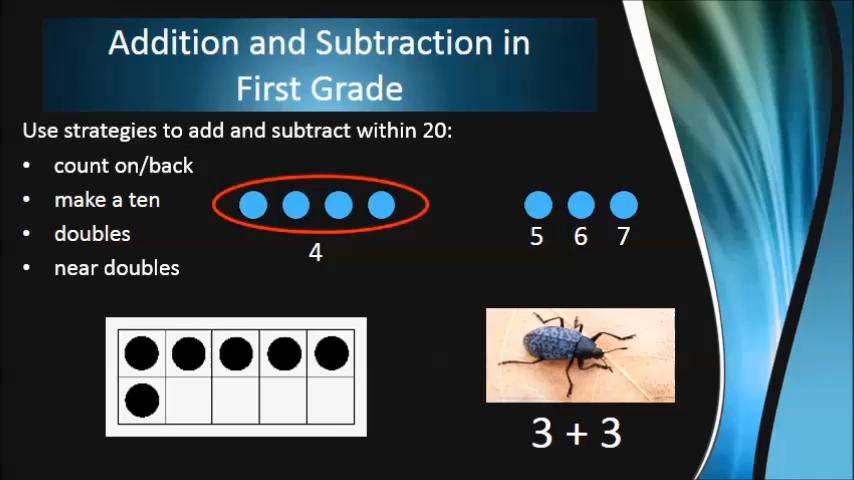 Addition and Subtraction in
First Grade
Use strategies to add and subtract within 20:
• count on/back
• make a ten
• doubles
• near doubles
4
5 6 7
3 + 3